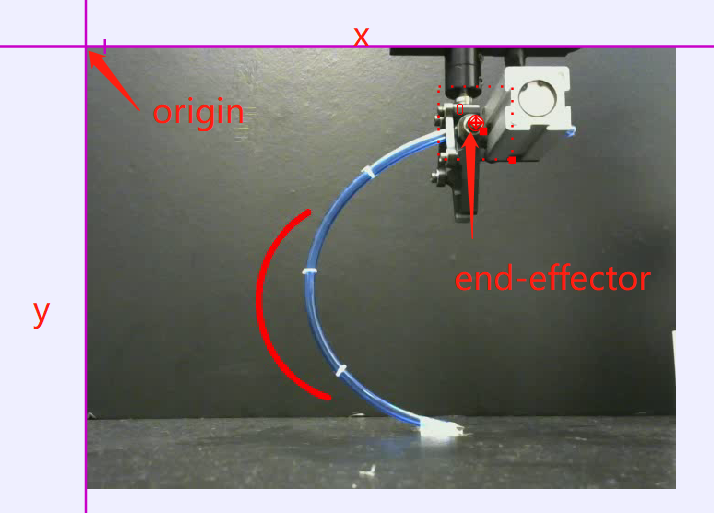 x
origin
end-effector
y